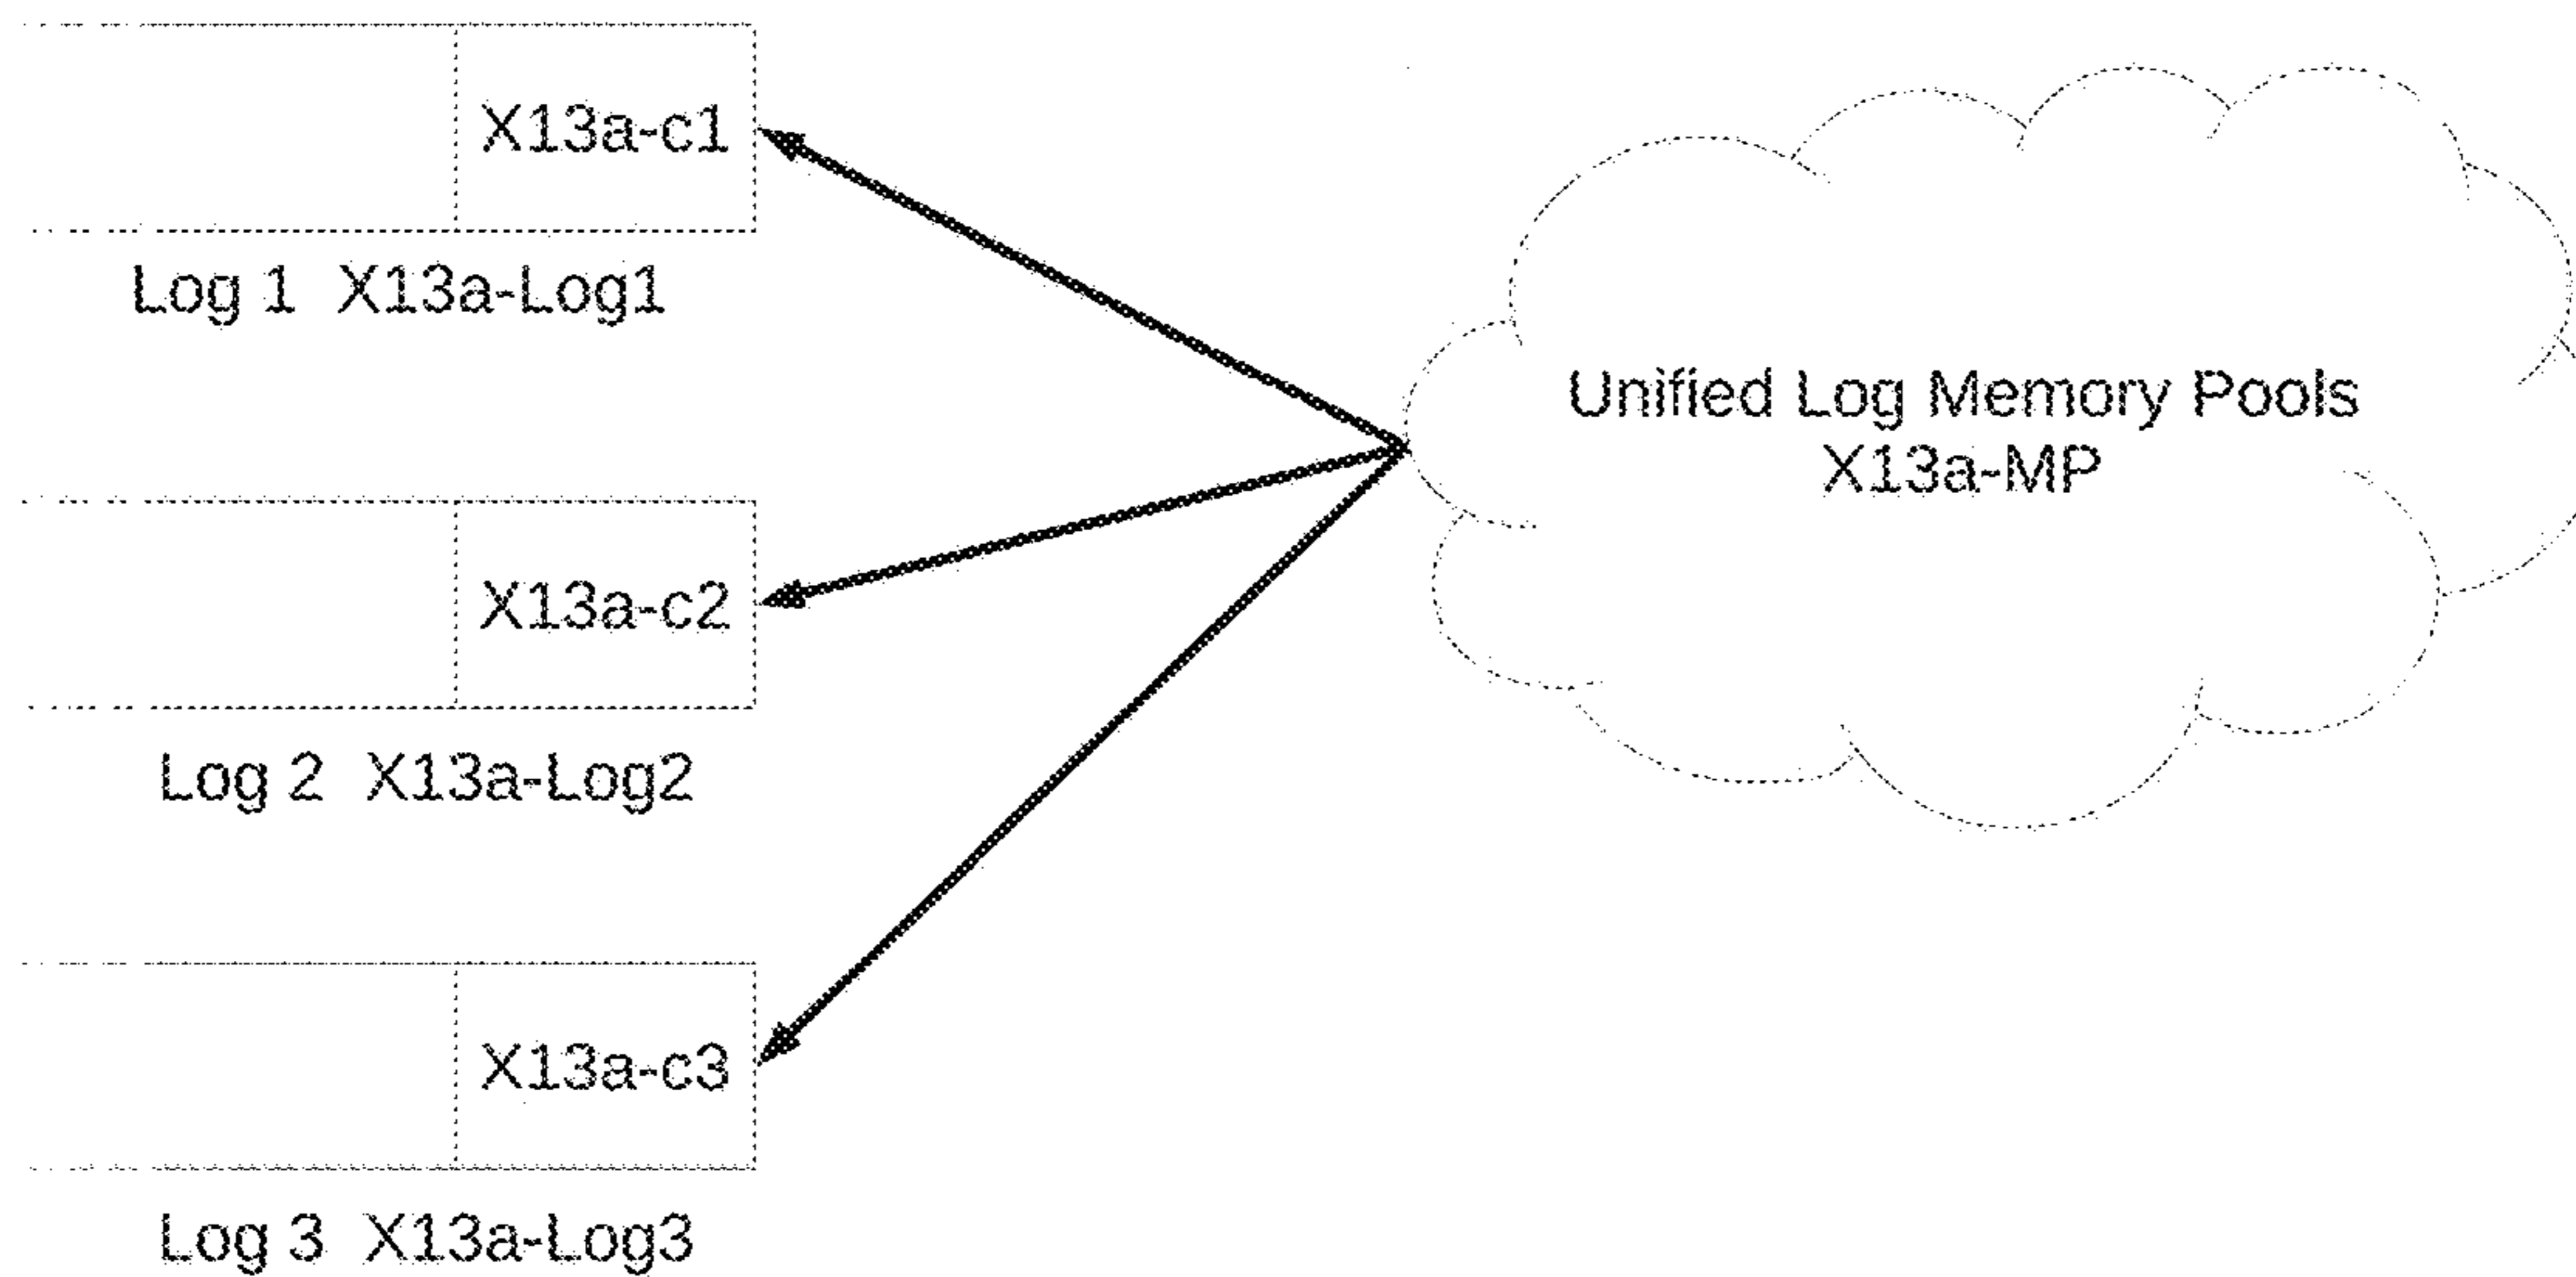 X13a-c1
Log 1 X13a-Log1
Unified Log Memory Pools
X13a-MP
X13a-c2
Log 2 X13a-Log2
X13a-c3
Log 3 X13a-Log3